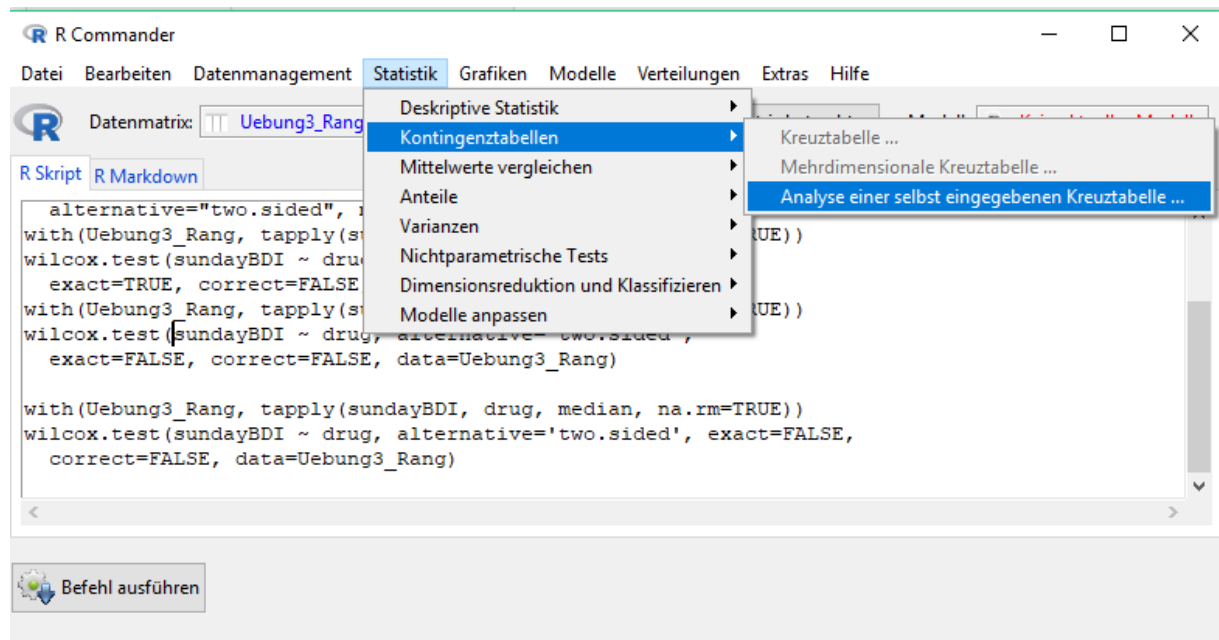 R Commander
Datei Bearbeiten Datenmanagement Statistik Grafiken Modelle Verteilungen Extras Hilfe
R Datenmatrix: Uebung3_Rang
Deskriptive Statistik
Kontingenztabellen
Mittelwerte vergleichen
Anteile
Varianzen
Nichtparametrische Tests
Dimensionsreduktion und Klassifizieren
Modelle anpassen
Kreuztabelle ...
Mehrdimensionale Kreuztabelle ...
Analyse einer selbst eingegebenen Kreuztabelle ...
R Skript R Markdown
alternative="two.sided",
with(Uebung3_Rang, tapply(su UE))
wilcox.test(sundayBDI ~ dru
exact=TRUE, correct=FALSE
with(Uebung3_Rang, tapply(su UE))
wilcox.test(sundayBDI ~ drug, alternative='two.sided',
exact=FALSE, correct=FALSE, data=Uebung3_Rang)
with(Uebung3_Rang, tapply(sundayBDI, drug, median, na.rm=TRUE))
wilcox.test(sundayBDI ~ drug, alternative='two.sided', exact=FALSE,
correct=FALSE, data=Uebung3_Rang)
Befehl ausführen